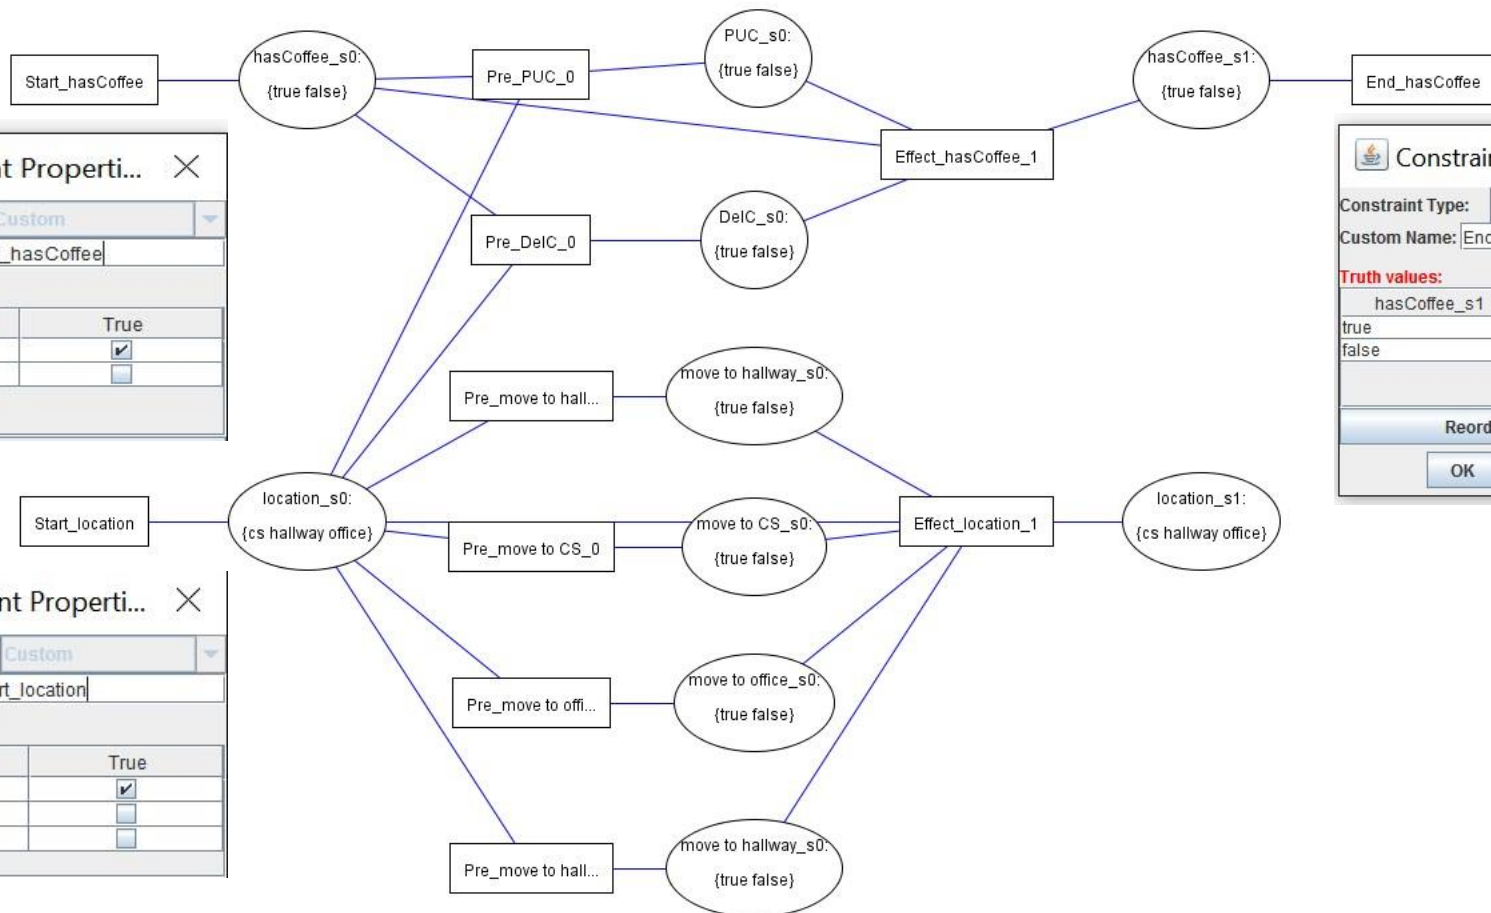 Start_hasCoffee
hasCoffee_s0:
{true false}
Pre_PUC_0
PUC_s0:
{true false}
hasCoffee_s1:
{true false}
End_hasCoffee
Effect_hasCoffee_1
Pre_DelC_0
DelC_s0:
{true false}
nt Properti...
Custom
_hasCoffee
True
Constrain
Constraint Type:
Custom Name: End
Truth values:
hasCoffee_s1
true
false
Reord
OK
Pre_move to hall...
move to hallway_s0:
{true false}
Start_location
location_s0:
{cs hallway office}
Pre_move to CS_0
move to CS_s0:
{true false}
Effect_location_1
location_s1:
{cs hallway office}
nt Properti...
Custom
rt_location
True
Pre_move to offi...
move to office_s0:
{true false}
Pre_move to hall...
move to hallway_s0:
{true false}